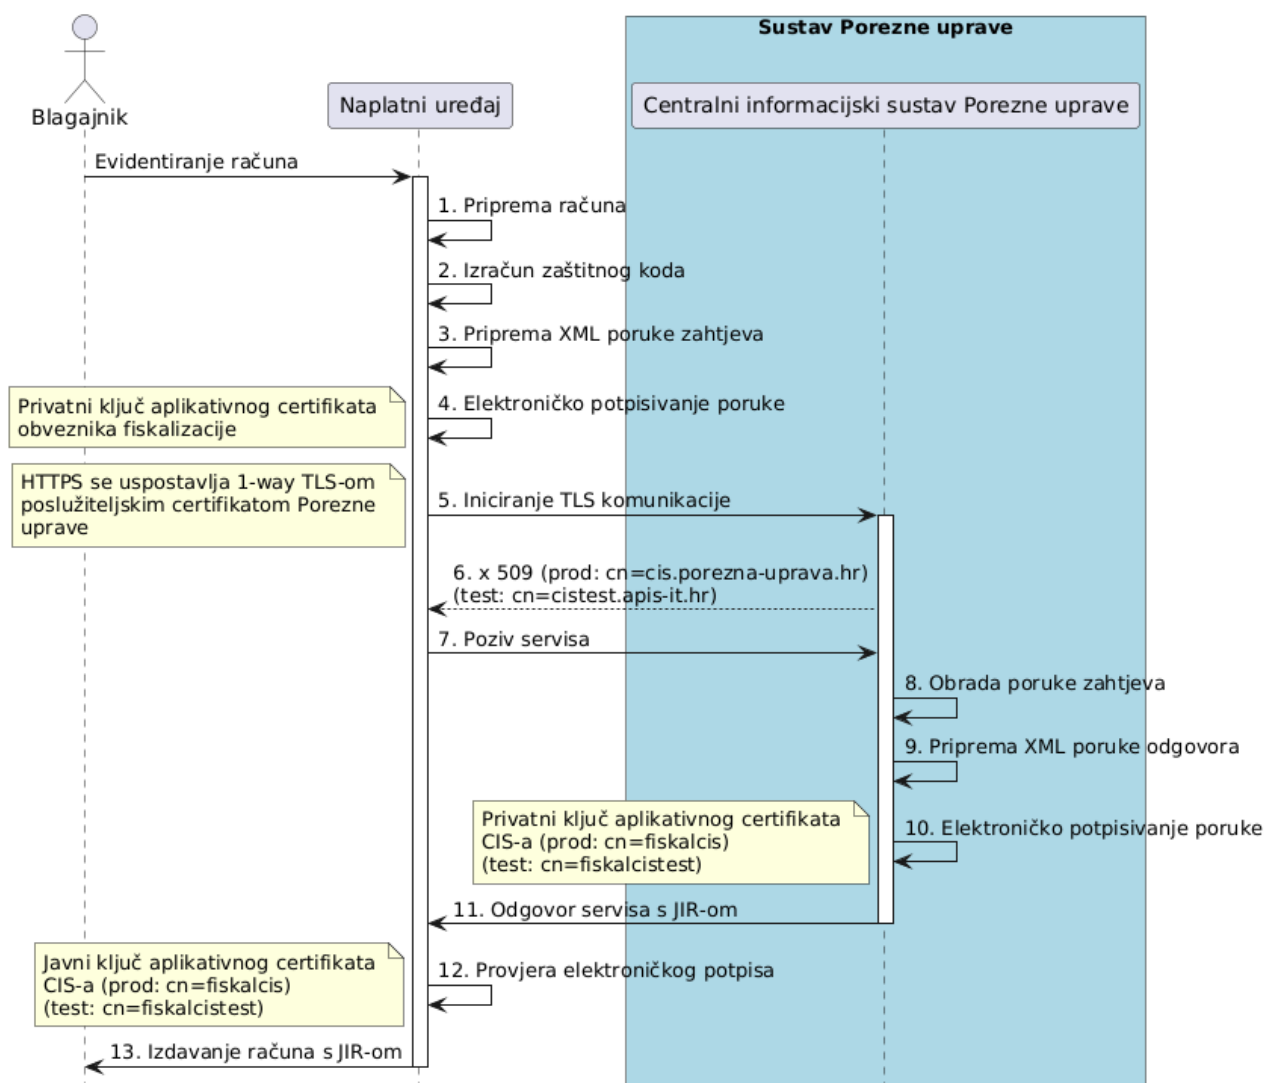 Sustav Porezne uprave
Blagajnik
Naplatni uređaj
Centralni informacijski sustav Porezne uprave
Evidentiranje računa
1. Priprema računa
2. Izračun zaštitnog koda
3. Priprema XML poruke zahtjeva
Privatni ključ aplikativnog certifikata
obveznika fiskalizacije
4. Elektroničko potpisivanje poruke
HTTPS se uspostavlja 1-way TLS-om
poslužiteljskim certifikatom Porezne
uprave
5. Iniciranje TLS komunikacije
6. x 509 (prod: cn=cis.porezna-uprava.hr)
(test: cn=cistest.apis-it.hr)
7. Poziv servisa
8. Obrada poruke zahtjeva
9. Priprema XML poruke odgovora
Privatni ključ aplikativnog certifikata
CIS-a (prod: cn=fiskalcis)
(test: cn=fiskalcistest)
10. Elektroničko potpisivanje poruke
11. Odgovor servisa s JIR-om
Javni ključ aplikativnog certifikata
CIS-a (prod: cn=fiskalcis)
(test: cn=fiskalcistest)
12. Provjera elektroničkog potpisa
13. Izdavanje računa s JIR-om